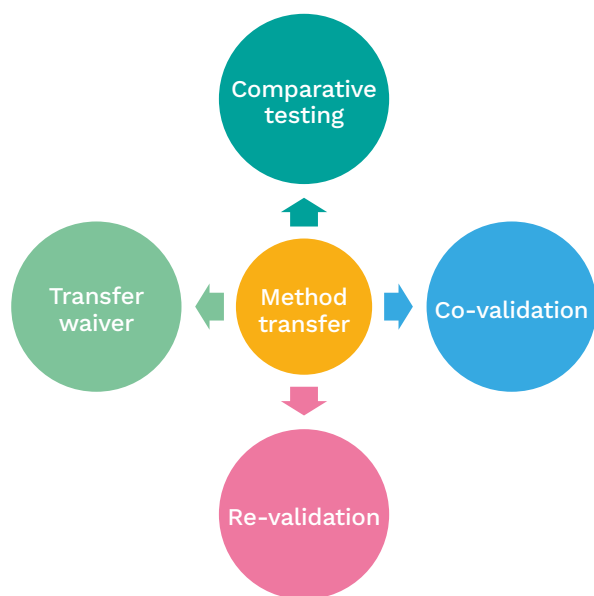 Comparative
testing
Transfer
waiver
Method
transfer
Co-validation
Re-validation